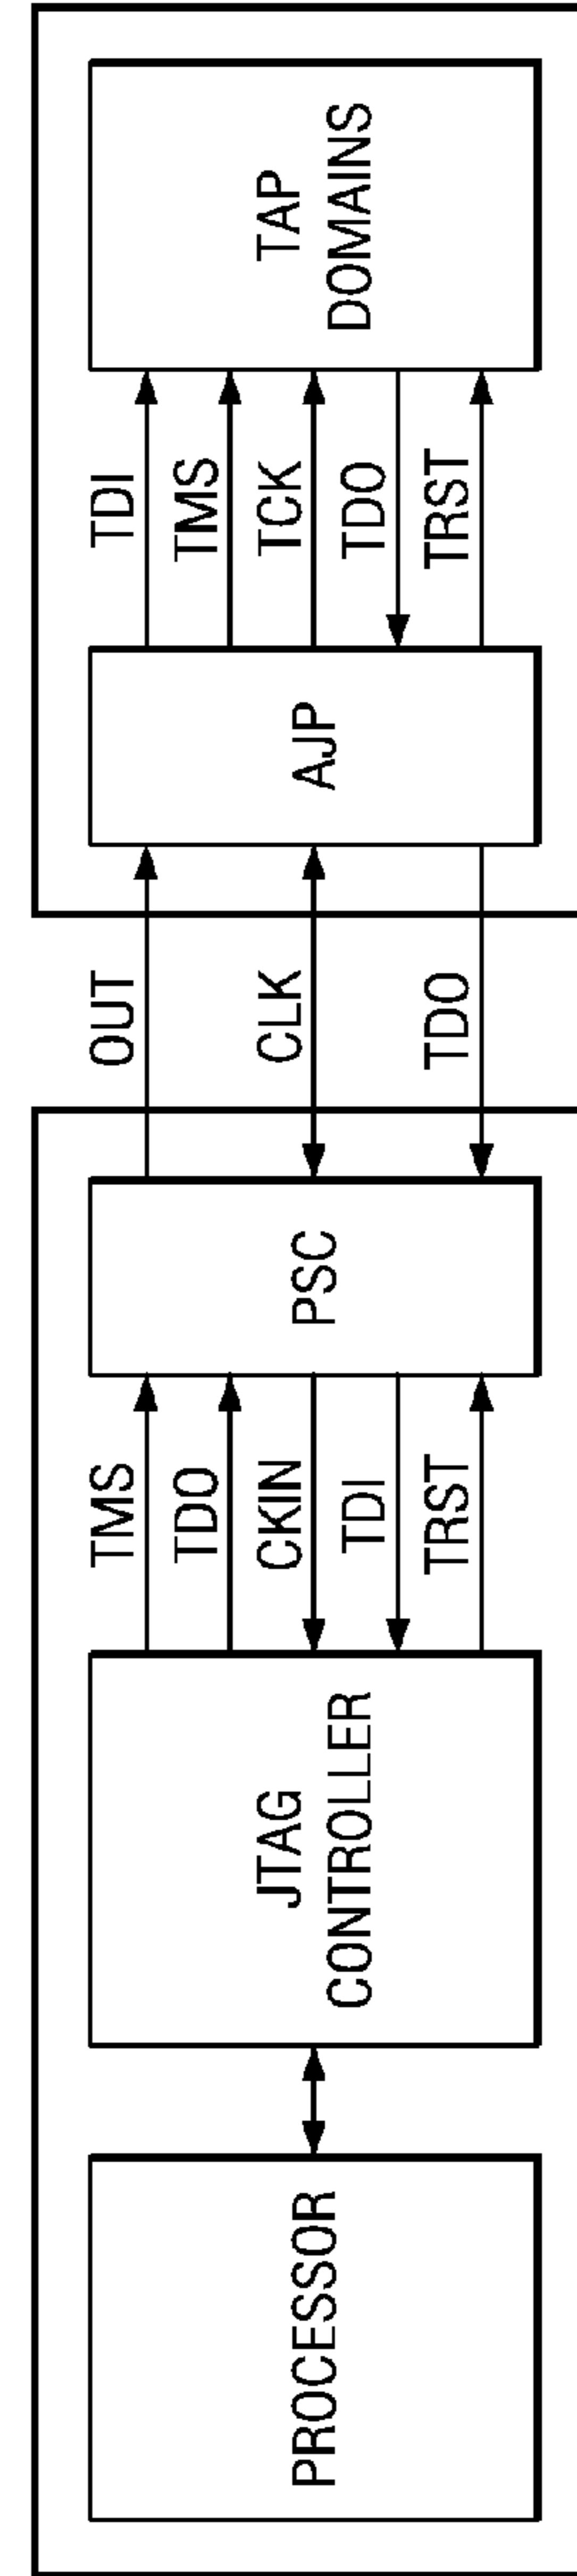 PROCESSOR
JTAG
CONTROLLER
TMS
TDO
CKIN
TDI
TRST
PSC
OUT
CLK
TDO
AJP
TDI
TMS
TCK
TDO
TRST
TAP
DOMAINS